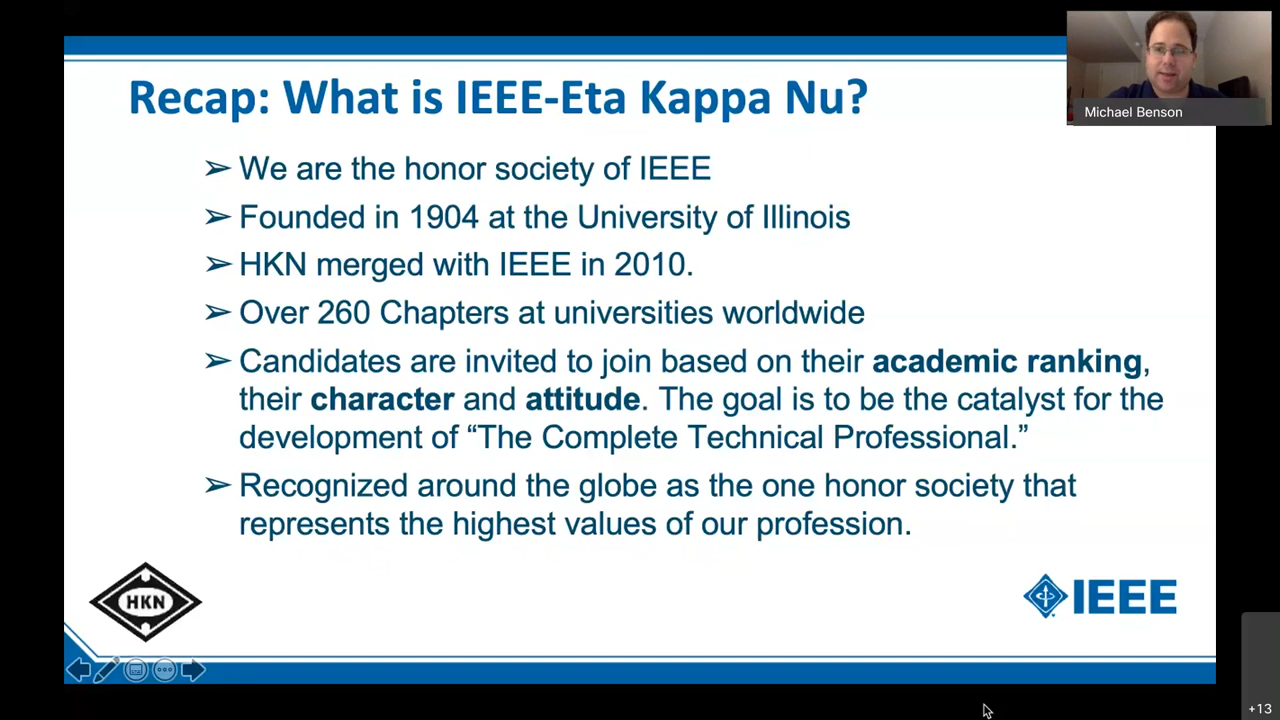 Recap: What is IEEE-Eta Kappa Nu?
Michael Benson
➢ We are the honor society of IEEE
➢ Founded in 1904 at the University of Illinois
➢ HKN merged with IEEE in 2010.
➢ Over 260 Chapters at universities worldwide
➢ Candidates are invited to join based on their academic ranking,
their character and attitude. The goal is to be the catalyst for the
development of “The Complete Technical Professional.”
➢ Recognized around the globe as the one honor society that
represents the highest values of our profession.
HKN
IEEE
+13